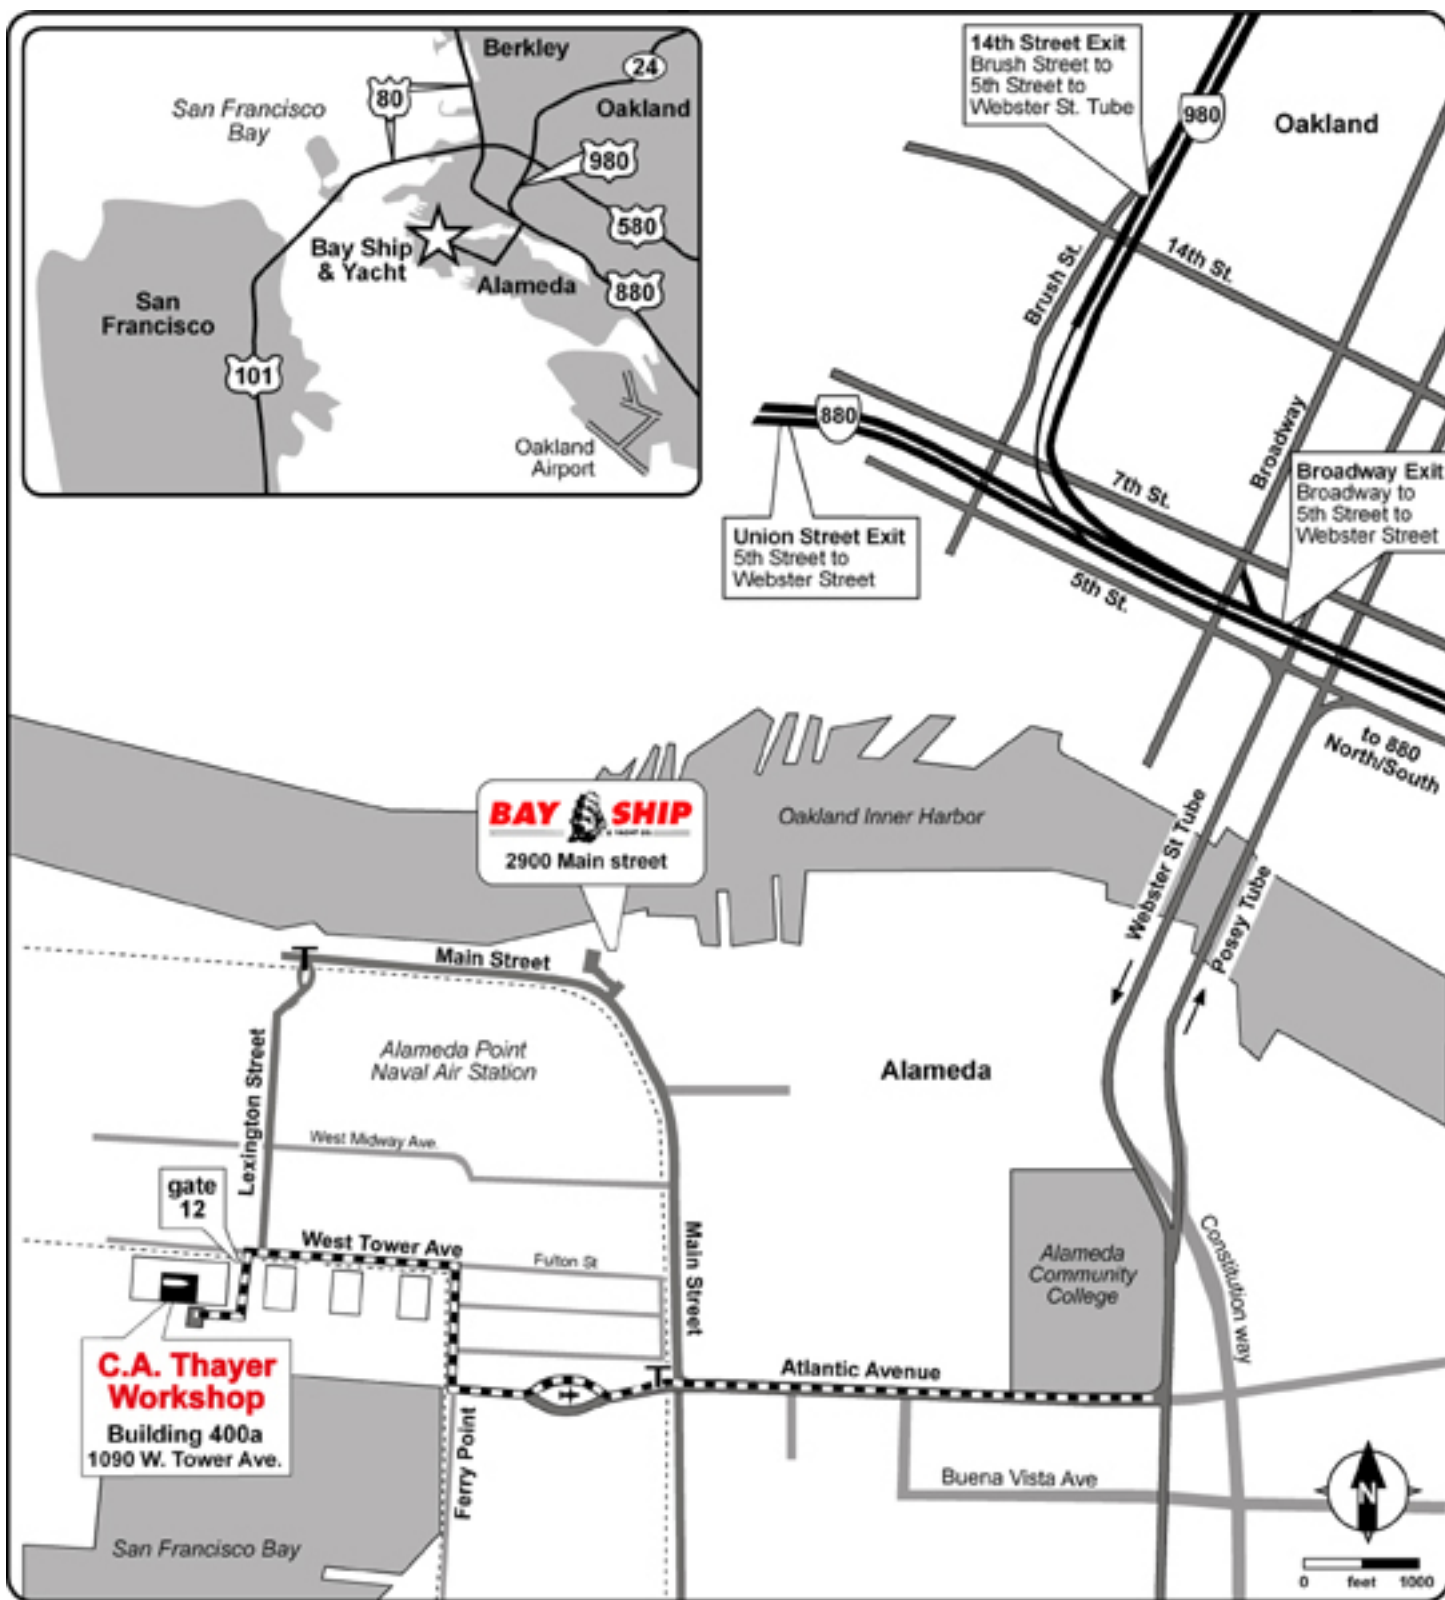 Berkley
24
80
San Francisco
Bay
Oakland
980
580
Bay Ship
& Yacht
Alameda
880
San
Francisco
101
Oakland
Airport
14th Street Exit
Brush Street to
5th Street to
Webster St. Tube
980
Oakland
Brush St.
14th St.
880
Broadway
7th St.
Broadway Exit
Broadway to
5th Street to
Webster Street
Union Street Exit
5th Street to
Webster Street
5th St.
to 880
North/South
BAY SHIP
& YACHT CO.
2900 Main street
Oakland Inner Harbor
Webster St Tube
Posey Tube
Main Street
Alameda Point
Naval Air Station
Alameda
Lexington Street
West Midway Ave.
gate
12
West Tower Ave
Fulton St
Main Street
Alameda
Community
College
Constitution way
C.A. Thayer
Workshop
Building 400a
1090 W. Tower Ave.
Atlantic Avenue
Ferry Point
Buena Vista Ave
San Francisco Bay
N
0 feet 1000